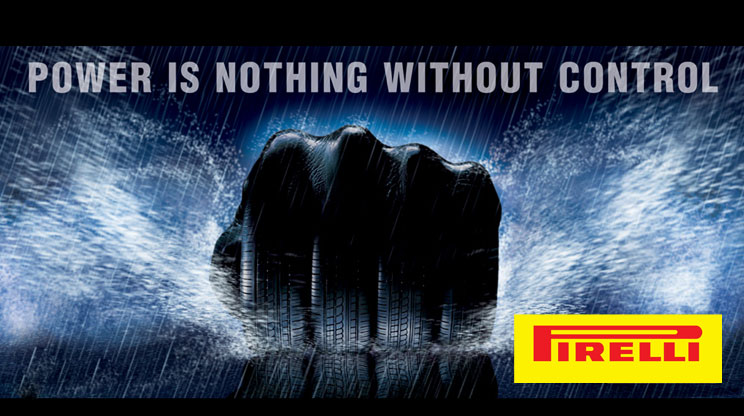 POWER IS NOTHING WITHOUT CONTROL
PIRELLI